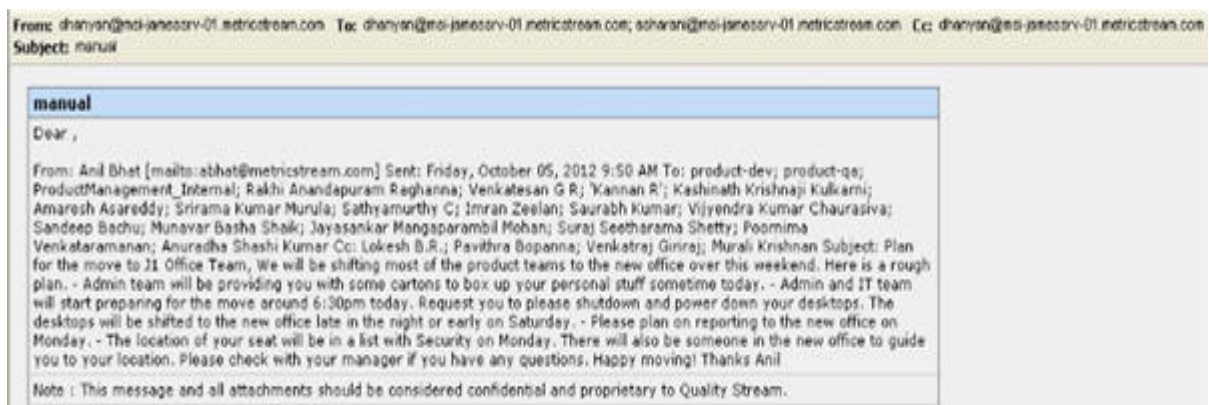 From: dhanyan@msi-jamessrv-01.metricstream.com To: dhanyan@msi-jamessrv-01.metricstream.com; asharani@msi-jamessrv-01.metricstream.com Cc: dhanyan@msi-jamessrv-01.metricstream.com
Subject: manual
manual
Dear ,
From: Anil Bhat [mailto:abhat@metricstream.com] Sent: Friday, October 05, 2012 9:50 AM To: product-dev; product-qa;
ProductManagement_Internal; Rakhi Anandapuram Raghanna; Venkatesan G R; 'Kannan R'; Kashinath Krishnaji Kulkarni;
Amaresh Asareddy; Srirama Kumar Murula; Sathyamurthy C; Imran Zeelan; Saurabh Kumar; Vijyendra Kumar Chaurasiva;
Sandeep Bachu; Munavar Basha Shaik; Jayasankar Mangaparambil Mohan; Suraj Seetharama Shetty; Poornima
Venkataramanan; Anuradha Shashi Kumar Cc: Lokesh B.R.; Pavithra Bopanna; Venkatraj Giriraj; Murali Krishnan Subject: Plan
for the move to J1 Office Team, We will be shifting most of the product teams to the new office over this weekend. Here is a rough
plan. - Admin team will be providing you with some cartons to box up your personal stuff sometime today. - Admin and IT team
will start preparing for the move around 6:30pm today. Request you to please shutdown and power down your desktops. The
desktops will be shifted to the new office late in the night or early on Saturday. - Please plan on reporting to the new office on
Monday. - The location of your seat will be in a list with Security on Monday. There will also be someone in the new office to guide
you to your location. Please check with your manager if you have any questions. Happy moving! Thanks Anil
Note : This message and all attachments should be considered confidential and proprietary to Quality Stream.